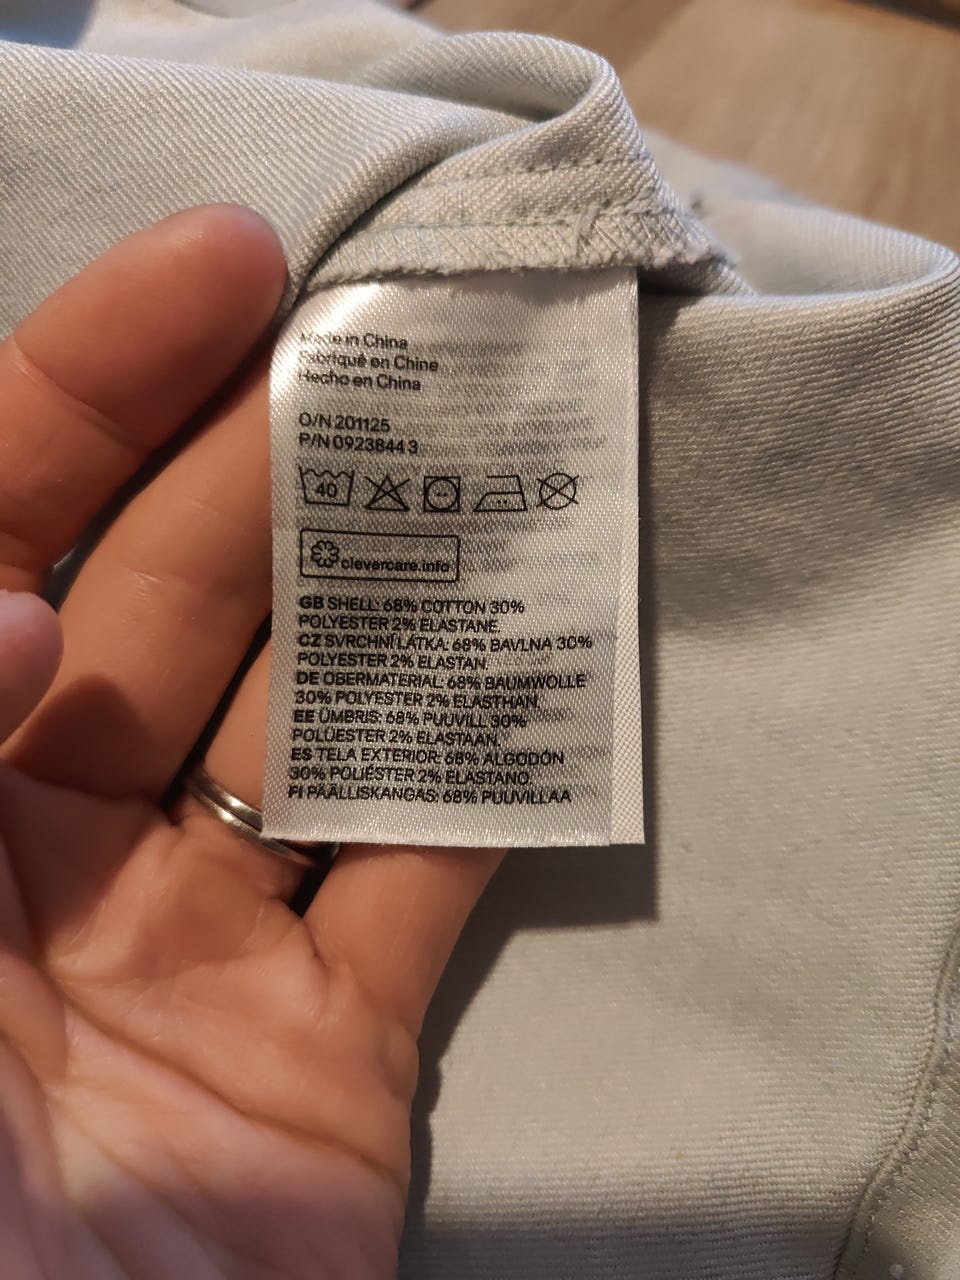 Made in China
Fabriqué en Chine
Hecho en China
O/N 201125
P/N 0923844 3
40
clevercare.info
GB SHELL: 68% COTTON 30%
POLYESTER 2% ELASTANE.
CZ SVRCHNÍ LÁTKA: 68% BAVLNA 30%
POLYESTER 2% ELASTAN.
DE OBERMATERIAL: 68% BAUMWOLLE
30% POLYESTER 2% ELASTHAN.
EE ÜMBRIS: 68% PUUVILL 30%
POLÜESTER 2% ELASTAAN.
ES TELA EXTERIOR: 68% ALGODÓN
30% POLIÉSTER 2% ELASTANO.
FI PÄÄLLISKANGAS: 68% PUUVILLAA